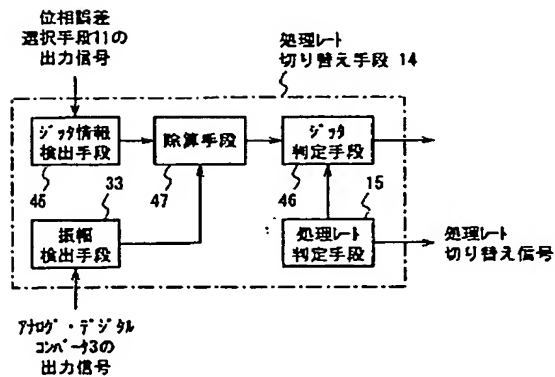 位相誤差
選択手段11の
出力信号
処理レート
切り替え手段 14
ジッタ情報
検出手段
除算手段
ジッタ
判定手段
45
47
46
33
15
振幅
検出手段
処理レート
判定手段
処理レート
切り替え信号
アナログ・デジタル
コンバータ3の
出力信号